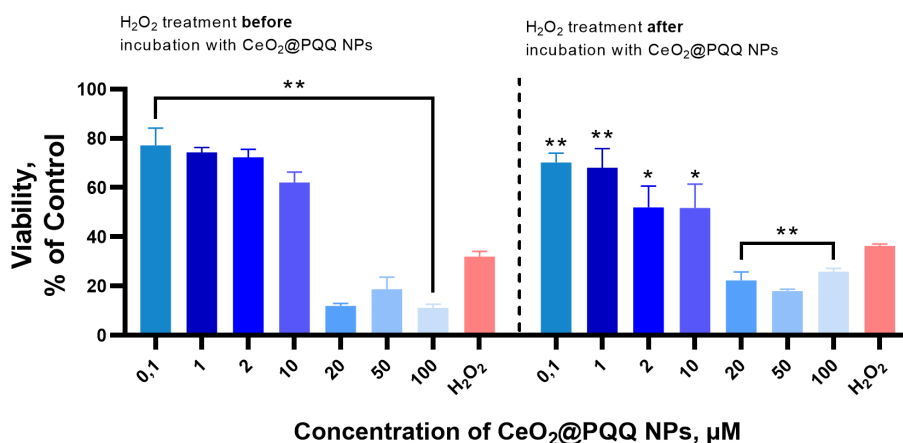 H₂O₂ treatment before
incubation with CeO₂@PQQ NPs
H₂O₂ treatment after
incubation with CeO₂@PQQ NPs
Viability,
% of Control
100
80
60
40
20
0
**
**
**
*
*
**
0,1
1
2
10
20
50
100
H₂O₂
0,1
1
2
10
20
50
100
H₂O₂
Concentration of CeO₂@PQQ NPs, µM